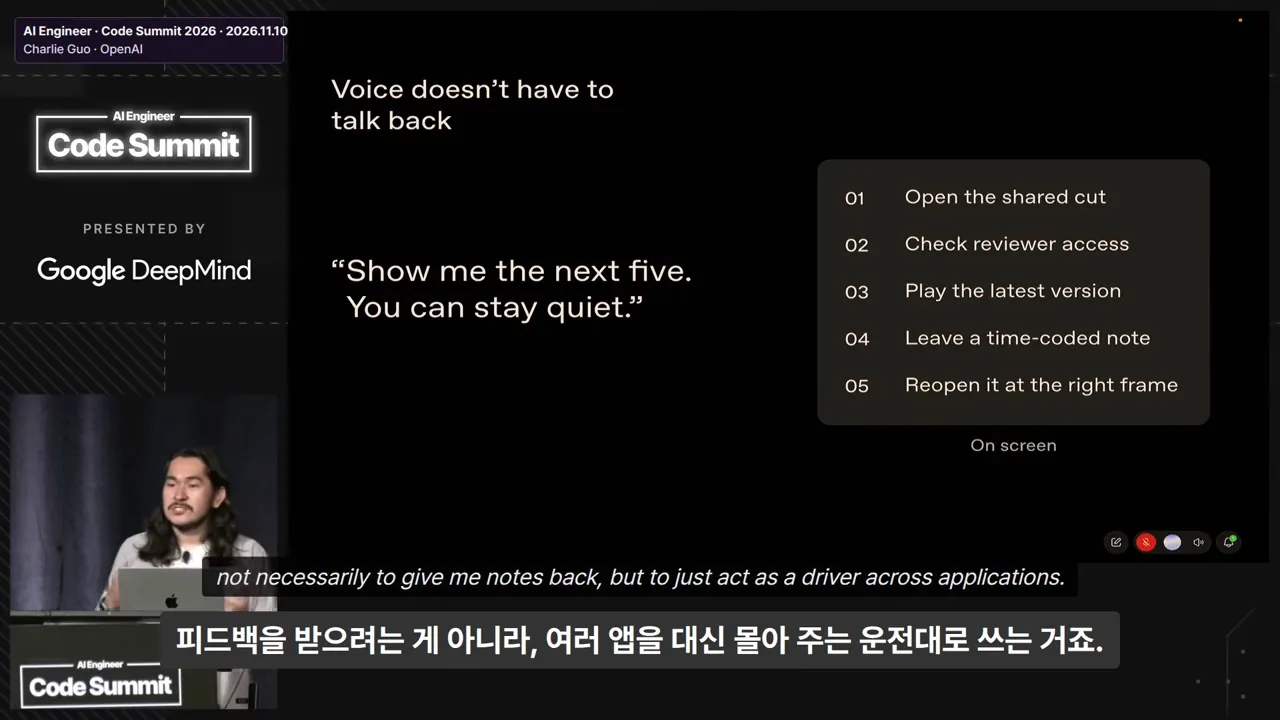 AI Engineer · Code Summit 2026 · 2026.11.10
Charlie Guo · OpenAI
AI Engineer
Code Summit
PRESENTED BY
Google DeepMind
Voice doesn’t have to
talk back
“Show me the next five.
You can stay quiet.”
01 Open the shared cut
02 Check reviewer access
03 Play the latest version
04 Leave a time-coded note
05 Reopen it at the right frame
On screen
not necessarily to give me notes back, but to just act as a driver across applications.
피드백을 받으려는 게 아니라, 여러 앱을 대신 몰아 주는 운전대로 쓰는 거죠.
AI Engineer
Code Summit